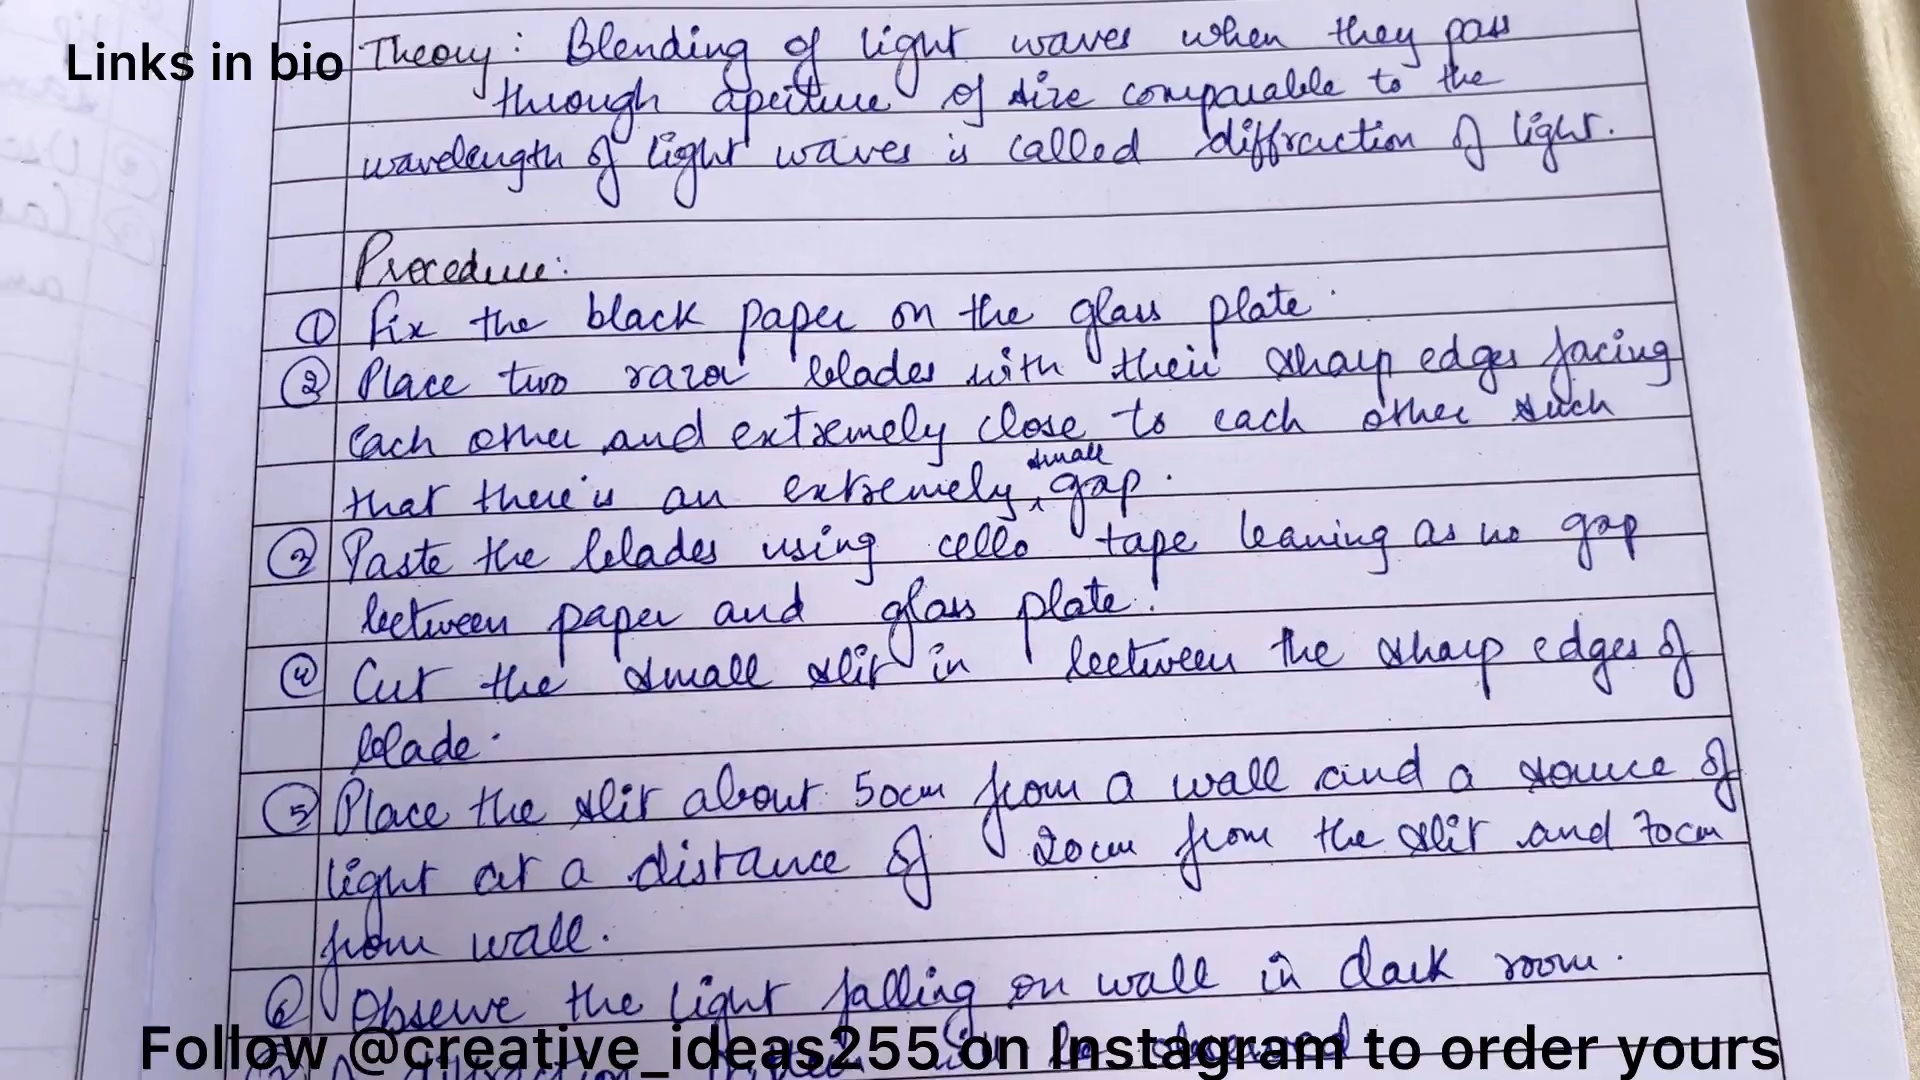 Links in bio
Theory: Blending of light waves when they pass
through aperture of size comparable to the
wavelength of light waves is called diffraction of light.
Procedure:
① fix the black paper on the glass plate.
② Place two razor blades with their sharp edges facing
each other and extremely close to each other such
small
that there is an extremely ^ gap.
③ Paste the blades using cello tape leaving as no gap
between paper and glass plate.
④ Cut the small slit in between the sharp edges of
blade.
⑤ Place the slit about 50cm from a wall and a source of
light at a distance of 20cm from the slit and 70cm
from wall.
⑥ Observe the light falling on wall in dark room.
Follow @creative_ideas255 on Instagram to order yours